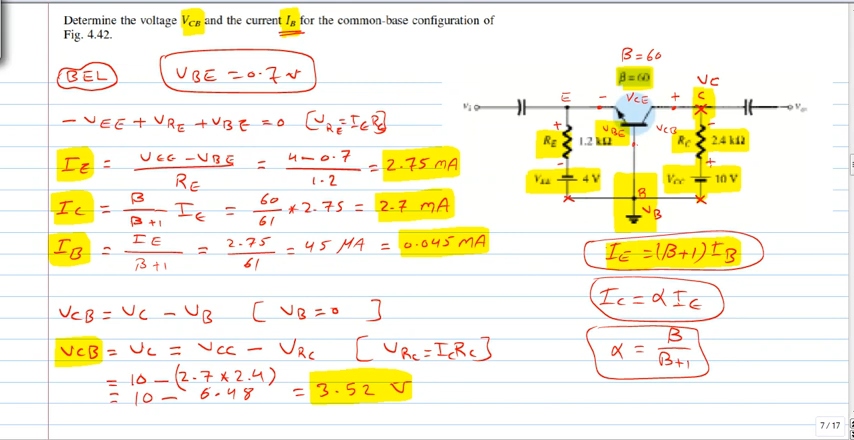 Determine the voltage V_CB and the current I_B for the common-base configuration of
Fig. 4.42.
BEL
V_BE = 0.7 V
- V_EE + V_RE + V_BE = 0 [V_RE = I_E R_E]
I_E = (V_EE - V_BE) / R_E = (4 - 0.7) / 1.2 = 2.75 mA
I_C = β / (β+1) I_E = 60/61 * 2.75 = 2.7 mA
I_B = I_E / (β+1) = 2.75 / 61 = 45 μA = 0.045 mA
V_CB = V_C - V_B [V_B = 0 ]
V_CB = V_C = V_CC - V_RC [V_RC = I_C R_C]
= 10 - (2.7 * 2.4)
= 10 - 6.48 = 3.52 V
β = 60
β = 60
V_C
E - V_CE + C
V_i
+ V_BE V_CB -
R_E 1.2 kΩ R_C 2.4 kΩ
- +
V_EE 4 V V_CC 10 V
B
V_B
I_E = (β+1) I_B
I_C = α I_E
α = β / (β+1)
7 / 17